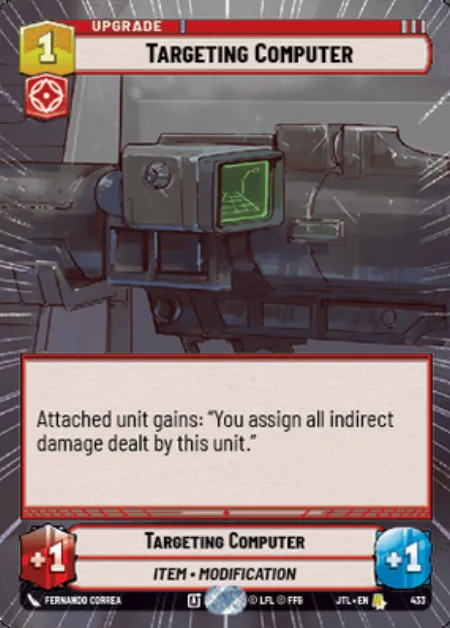 UPGRADE
1
TARGETING COMPUTER
Attached unit gains: “You assign all indirect
damage dealt by this unit.”
+1
TARGETING COMPUTER
+1
ITEM • MODIFICATION
FERNANDO CORREA
© LFL © FFG
JTL • EN
433